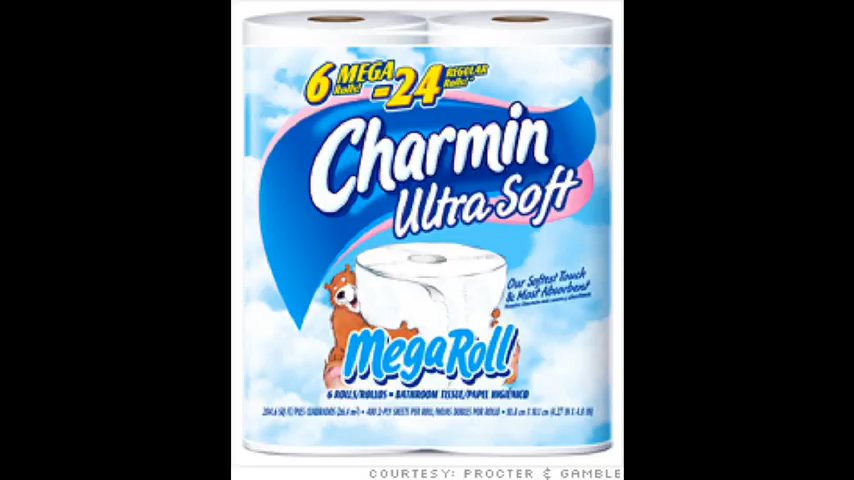 6 MEGA Rolls! = 24 REGULAR Rolls!
Charmin
Ultra Soft
Our Softest Touch
& Most Absorbent
MegaRoll
6 ROLLS/ROLLOS • BATHROOM TISSUE/PAPEL HIGIÉNICO
COURTESY: PROCTER & GAMBLE